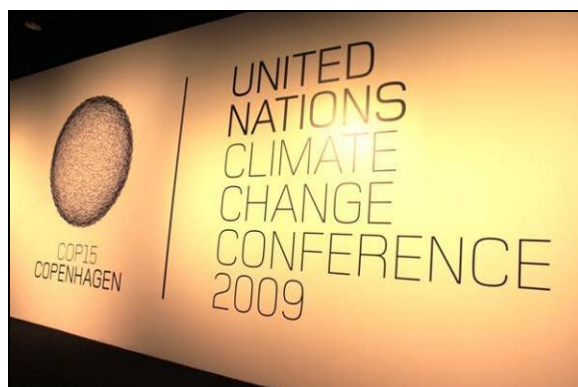 COP15
COPENHAGEN
UNITED
NATIONS
CLIMATE
CHANGE
CONFERENCE
2009